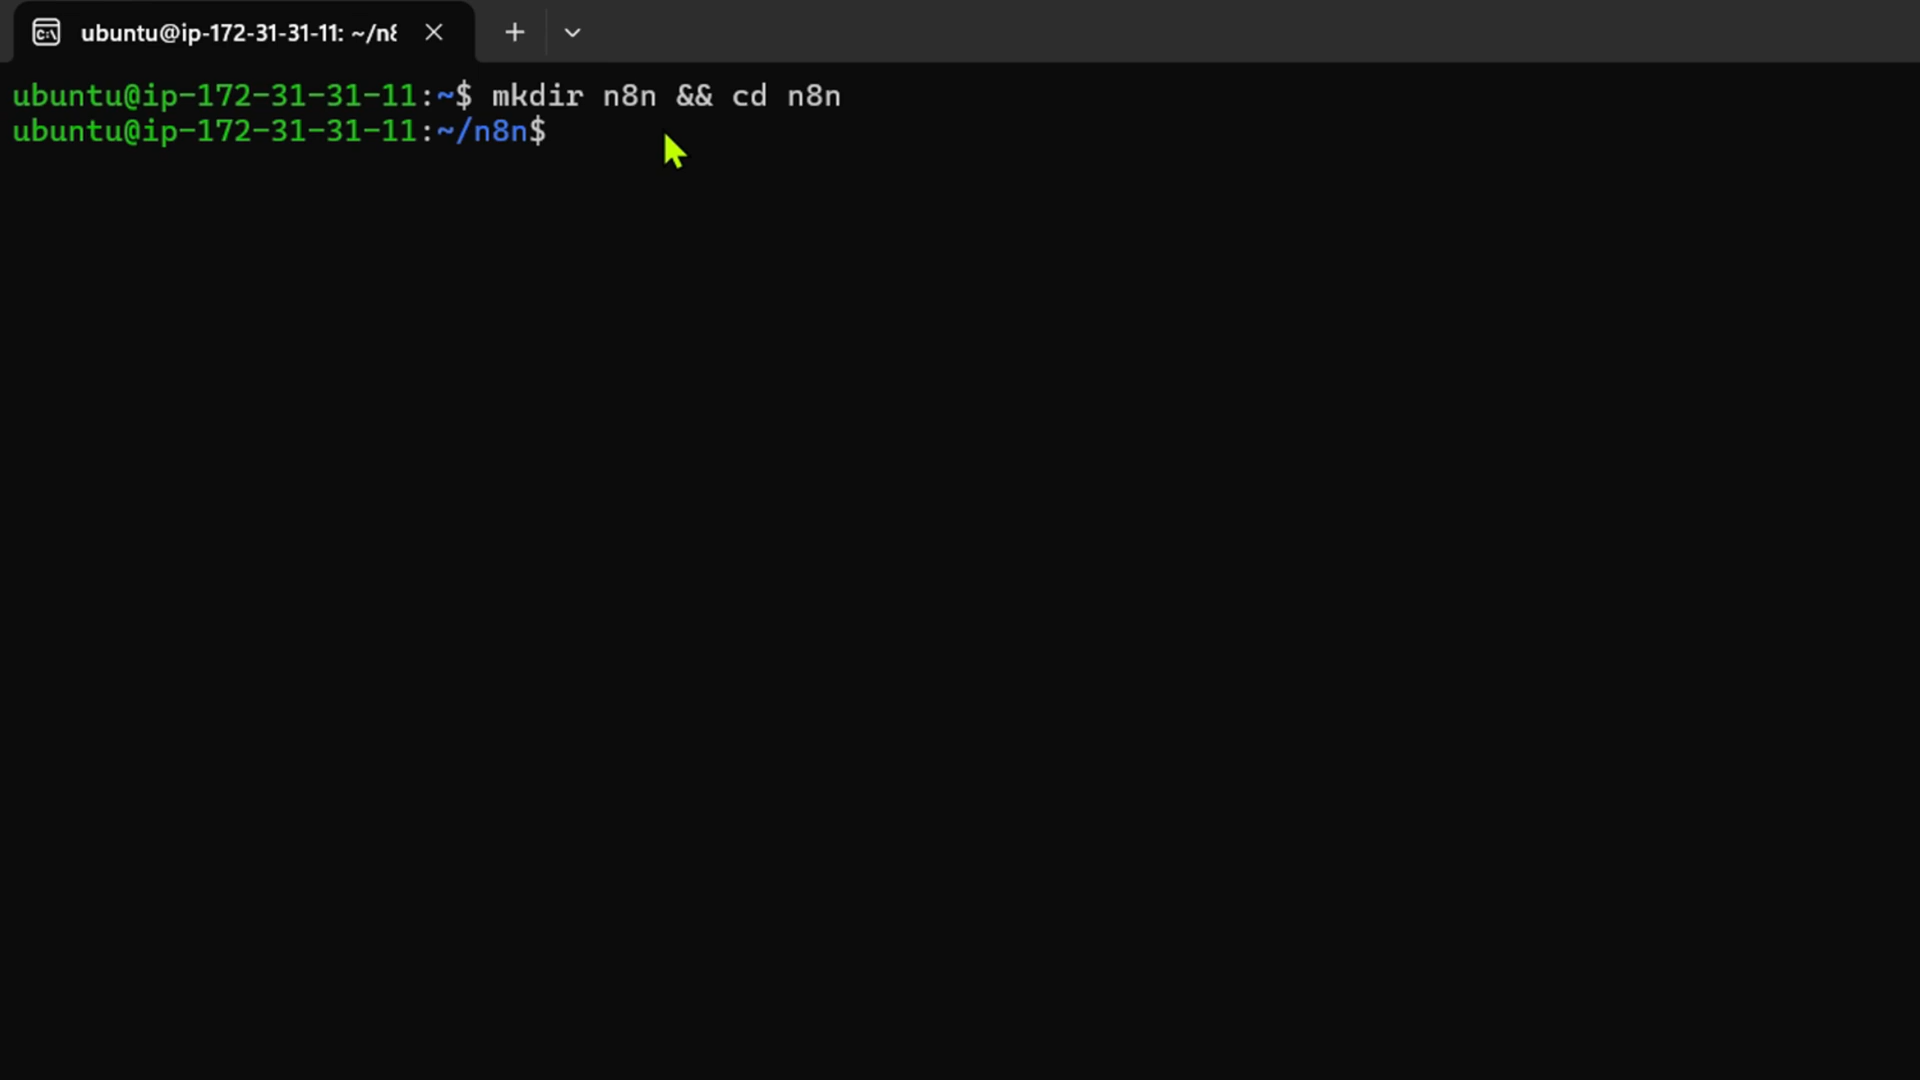 ubuntu@ip-172-31-31-11: ~/n8
ubuntu@ip-172-31-31-11:~$ mkdir n8n && cd n8n
ubuntu@ip-172-31-31-11:~/n8n$